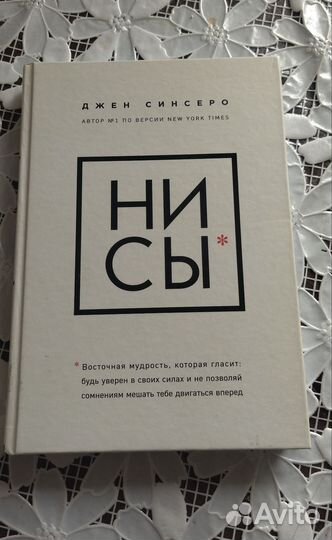 ДЖЕН СИНСЕРО
АВТОР №1 ПО ВЕРСИИ NEW YORK TIMES
НИ
СЫ*
* Восточная мудрость, которая гласит:
будь уверен в своих силах и не позволяй
сомнениям мешать тебе двигаться вперед
Avito